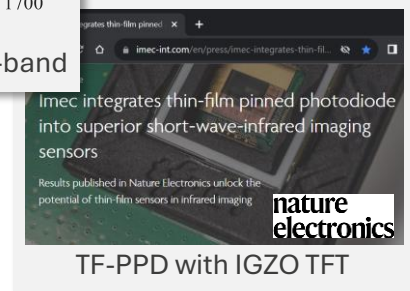 1700
-band
egrates thin-film pinned
imec-int.com/en/press/imec-integrates-thin-fil...
Imec integrates thin-film pinned photodiode
into superior short-wave-infrared imaging
sensors
Results published in Nature Electronics unlock the
potential of thin-film sensors in infrared imaging
nature
electronics
TF-PPD with IGZO TFT